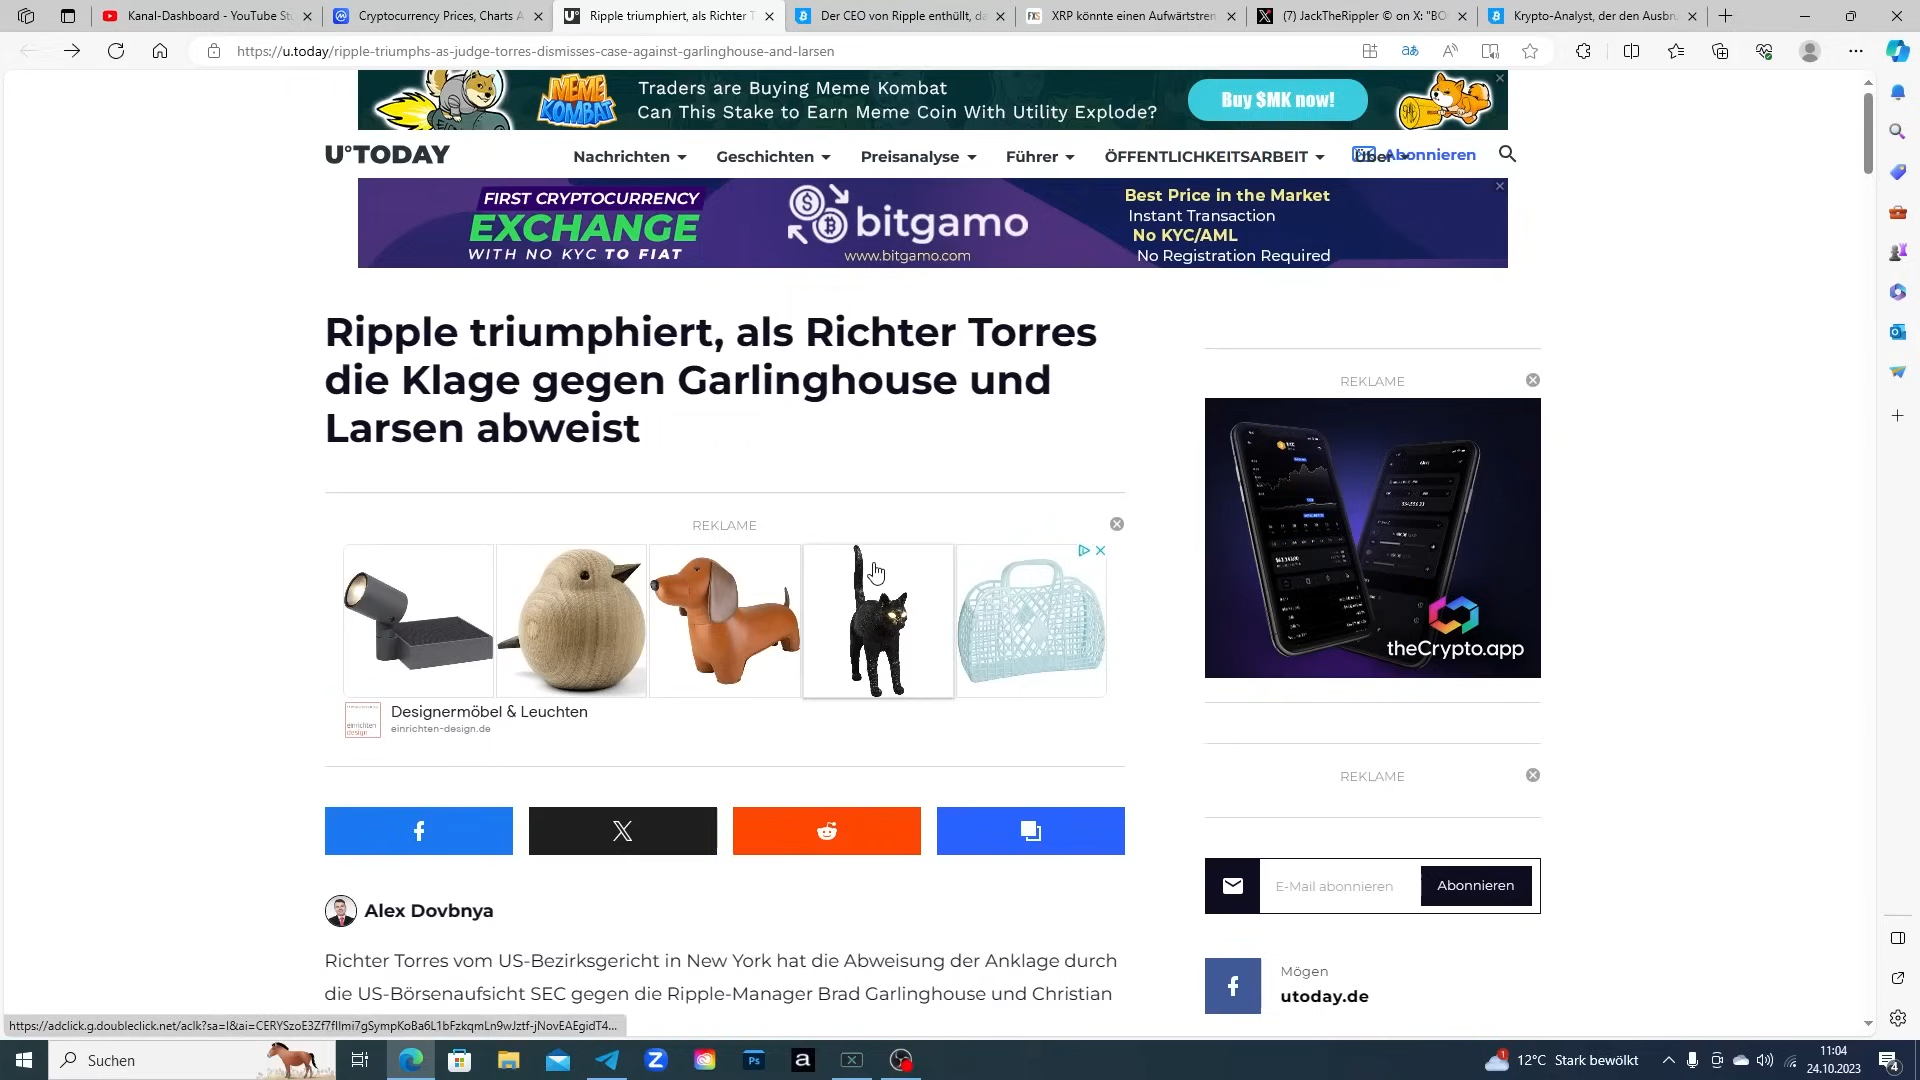 Kanal-Dashboard - YouTube St
Cryptocurrency Prices, Charts A
Ripple triumphiert, als Richter T
Der CEO von Ripple enthüllt, da
XRP könnte einen Aufwärtstren
(7) JackTheRippler © on X: "BO
Krypto-Analyst, der den Ausbru
https://u.today/ripple-triumphs-as-judge-torres-dismisses-case-against-garlinghouse-and-larsen
MEME KOMBAT
Traders are Buying Meme Kombat
Can This Stake to Earn Meme Coin With Utility Explode?
Buy $MK now!
U°TODAY
Nachrichten
Geschichten
Preisanalyse
Führer
ÖFFENTLICHKEITSARBEIT
Über
Abonnieren
FIRST CRYPTOCURRENCY
EXCHANGE
WITH NO KYC TO FIAT
bitgamo
www.bitgamo.com
Best Price in the Market
Instant Transaction
No KYC/AML
No Registration Required
Ripple triumphiert, als Richter Torres
die Klage gegen Garlinghouse und
Larsen abweist
REKLAME
Designermöbel & Leuchten
einrichten-design.de
einrichten
design
Alex Dovbnya
Richter Torres vom US-Bezirksgericht in New York hat die Abweisung der Anklage durch
die US-Börsenaufsicht SEC gegen die Ripple-Manager Brad Garlinghouse und Christian
REKLAME
theCrypto.app
REKLAME
E-Mail abonnieren
Abonnieren
Mögen
utoday.de
Suchen
12°C Stark bewölkt
11:04
24.10.2023
4